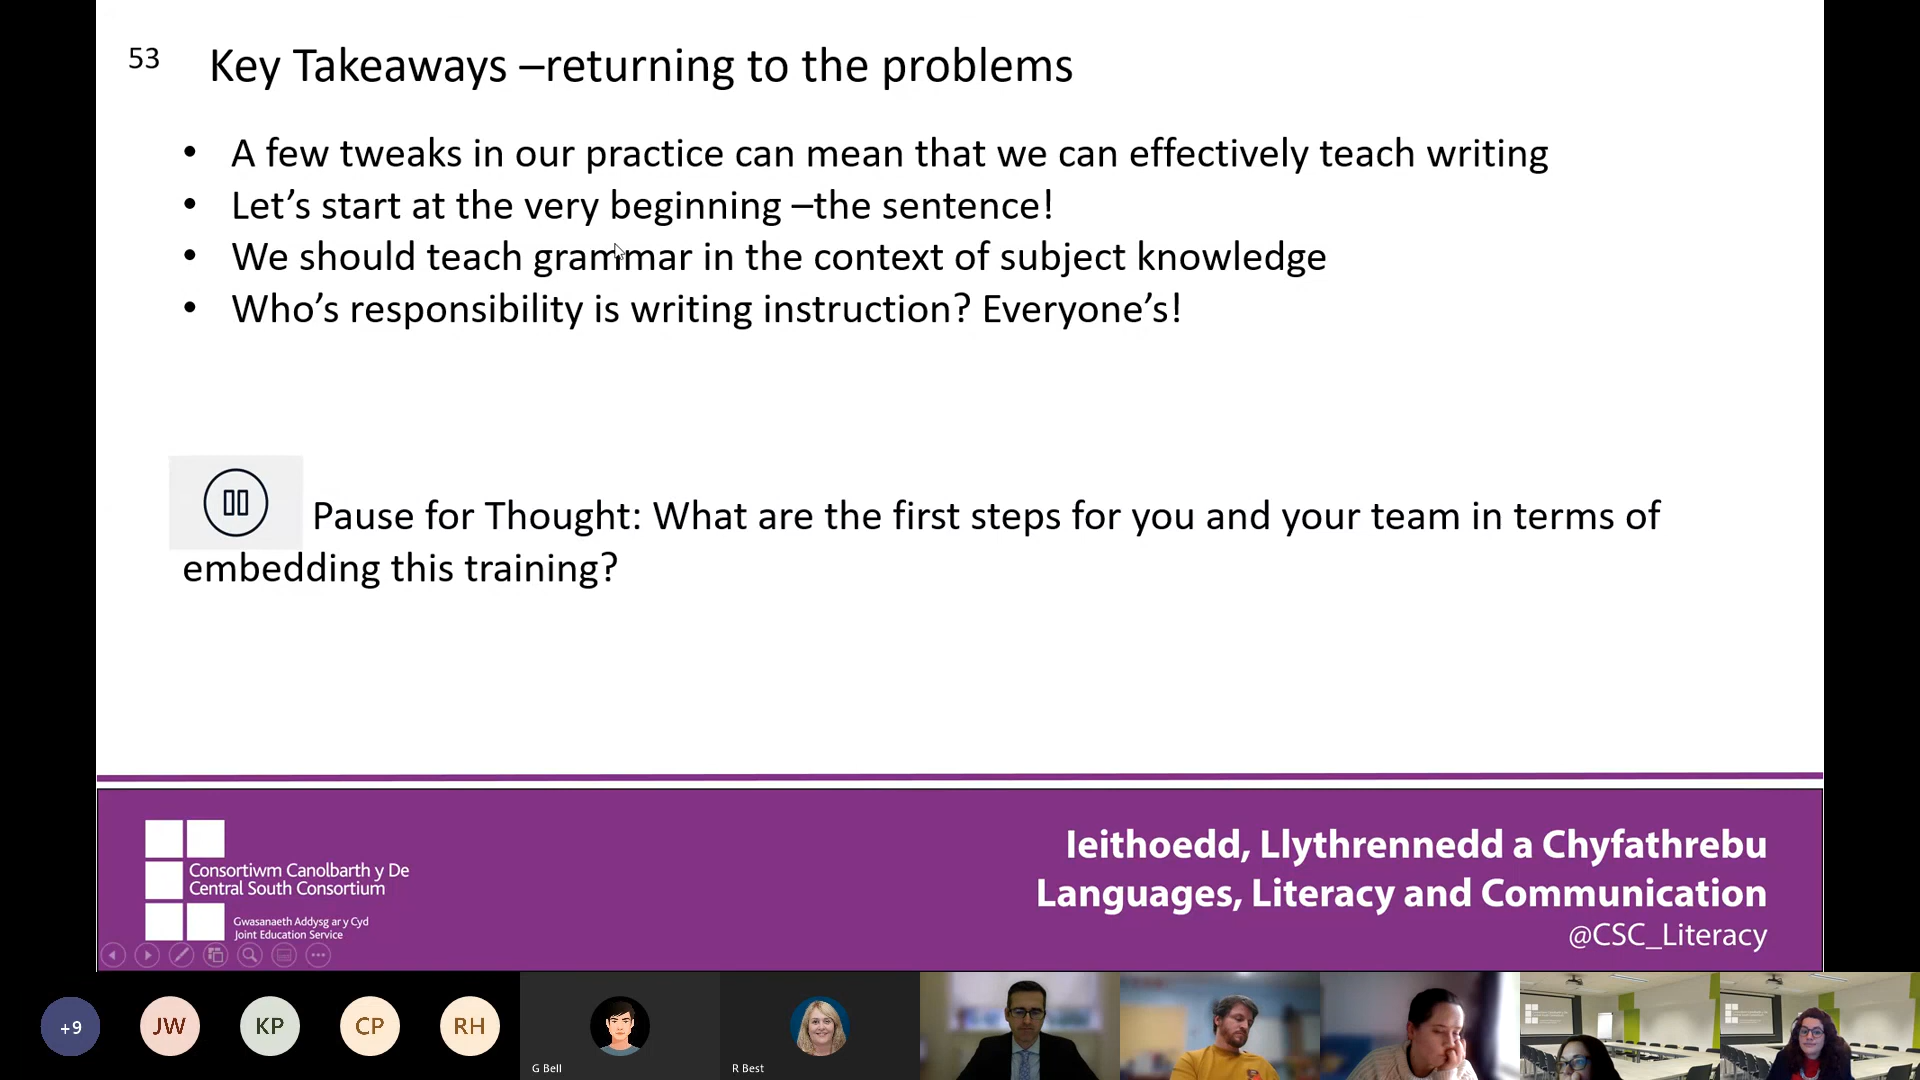 53
Key Takeaways –returning to the problems
• A few tweaks in our practice can mean that we can effectively teach writing
• Let's start at the very beginning –the sentence!
• We should teach grammar in the context of subject knowledge
• Who's responsibility is writing instruction? Everyone's!
Pause for Thought: What are the first steps for you and your team in terms of
embedding this training?
Consortiwm Canolbarth y De
Central South Consortium
Gwasanaeth Addysg ar y Cyd
Joint Education Service
Ieithoedd, Llythrennedd a Chyfathrebu
Languages, Literacy and Communication
@CSC_Literacy
+9
JW
KP
CP
RH
G Bell
R Best